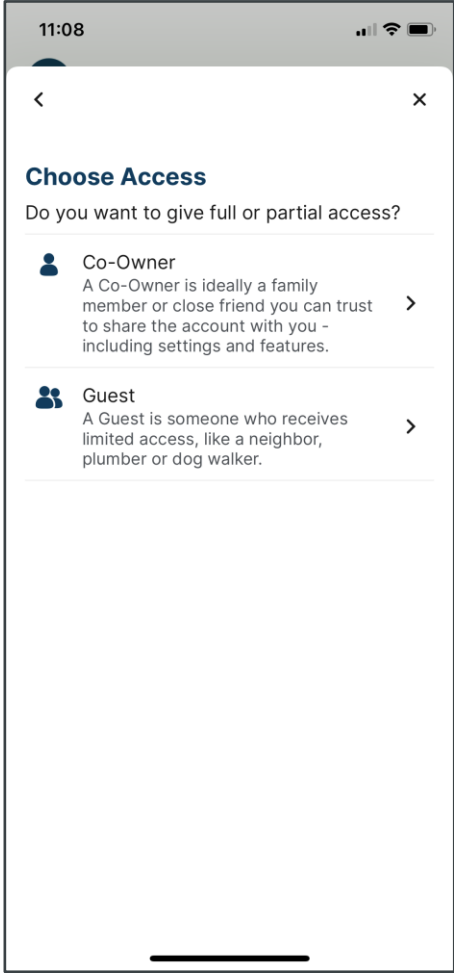 11:08
Choose Access
Do you want to give full or partial access?
Co-Owner
A Co-Owner is ideally a family
member or close friend you can trust
to share the account with you -
including settings and features.
Guest
A Guest is someone who receives
limited access, like a neighbor,
plumber or dog walker.